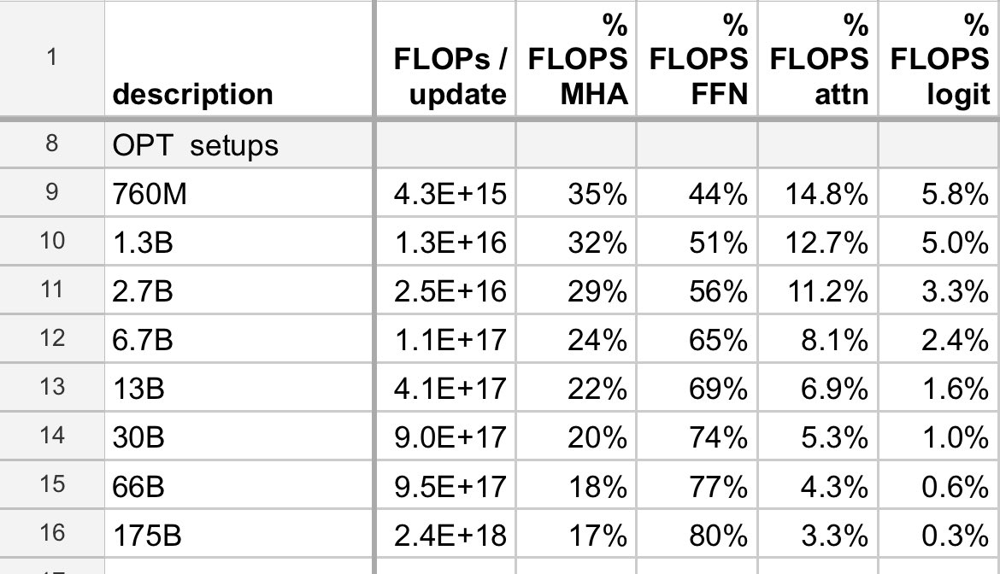 1 description FLOPs / update % FLOPS MHA % FLOPS FFN % FLOPS attn % FLOPS logit
8 OPT setups
9 760M 4.3E+15 35% 44% 14.8% 5.8%
10 1.3B 1.3E+16 32% 51% 12.7% 5.0%
11 2.7B 2.5E+16 29% 56% 11.2% 3.3%
12 6.7B 1.1E+17 24% 65% 8.1% 2.4%
13 13B 4.1E+17 22% 69% 6.9% 1.6%
14 30B 9.0E+17 20% 74% 5.3% 1.0%
15 66B 9.5E+17 18% 77% 4.3% 0.6%
16 175B 2.4E+18 17% 80% 3.3% 0.3%